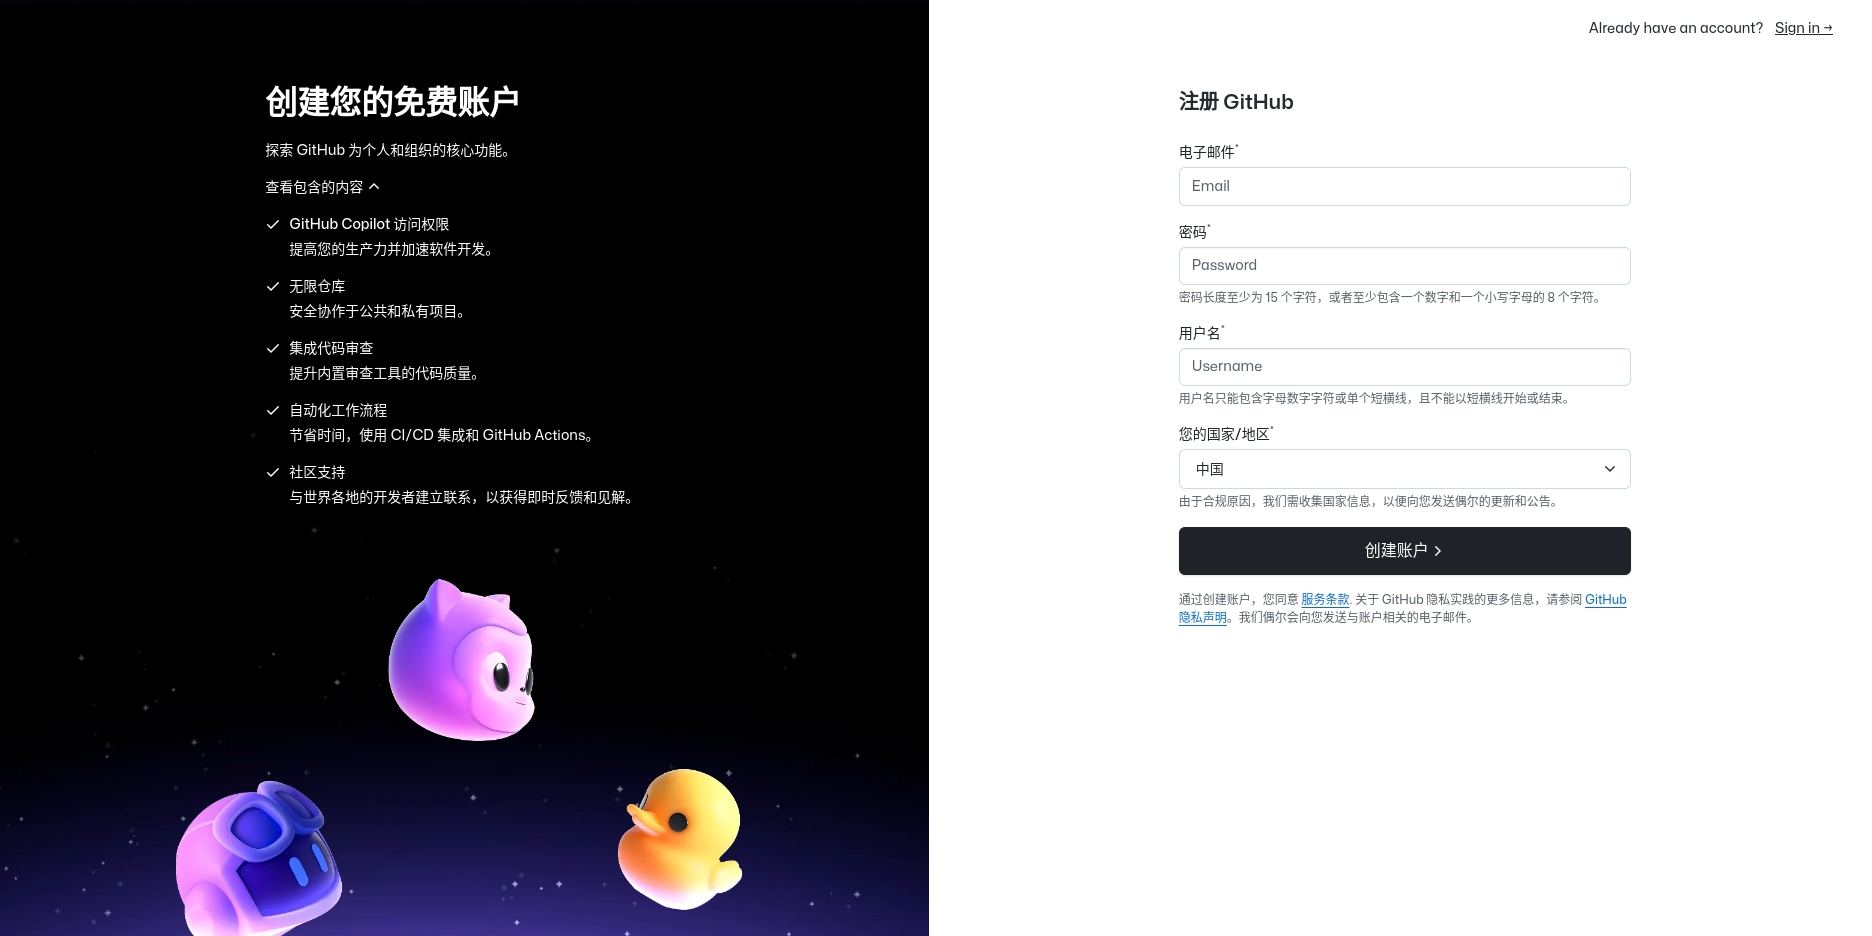 Already have an account? Sign in →
创建您的免费账户
探索 GitHub 为个人和组织的核心功能。
查看包含的内容
GitHub Copilot 访问权限
提高您的生产力并加速软件开发。
无限仓库
安全协作于公共和私有项目。
集成代码审查
提升内置审查工具的代码质量。
自动化工作流程
节省时间，使用 CI/CD 集成和 GitHub Actions。
社区支持
与世界各地的开发者建立联系，以获得即时反馈和见解。
注册 GitHub
电子邮件*
Email
密码*
Password
密码长度至少为 15 个字符，或者至少包含一个数字和一个小写字母的 8 个字符。
用户名*
Username
用户名只能包含字母数字字符或单个短横线，且不能以短横线开始或结束。
您的国家/地区*
中国
由于合规原因，我们需收集国家信息，以便向您发送偶尔的更新和公告。
创建账户
通过创建账户，您同意 服务条款. 关于 GitHub 隐私实践的更多信息，请参阅 GitHub
隐私声明。我们偶尔会向您发送与账户相关的电子邮件。